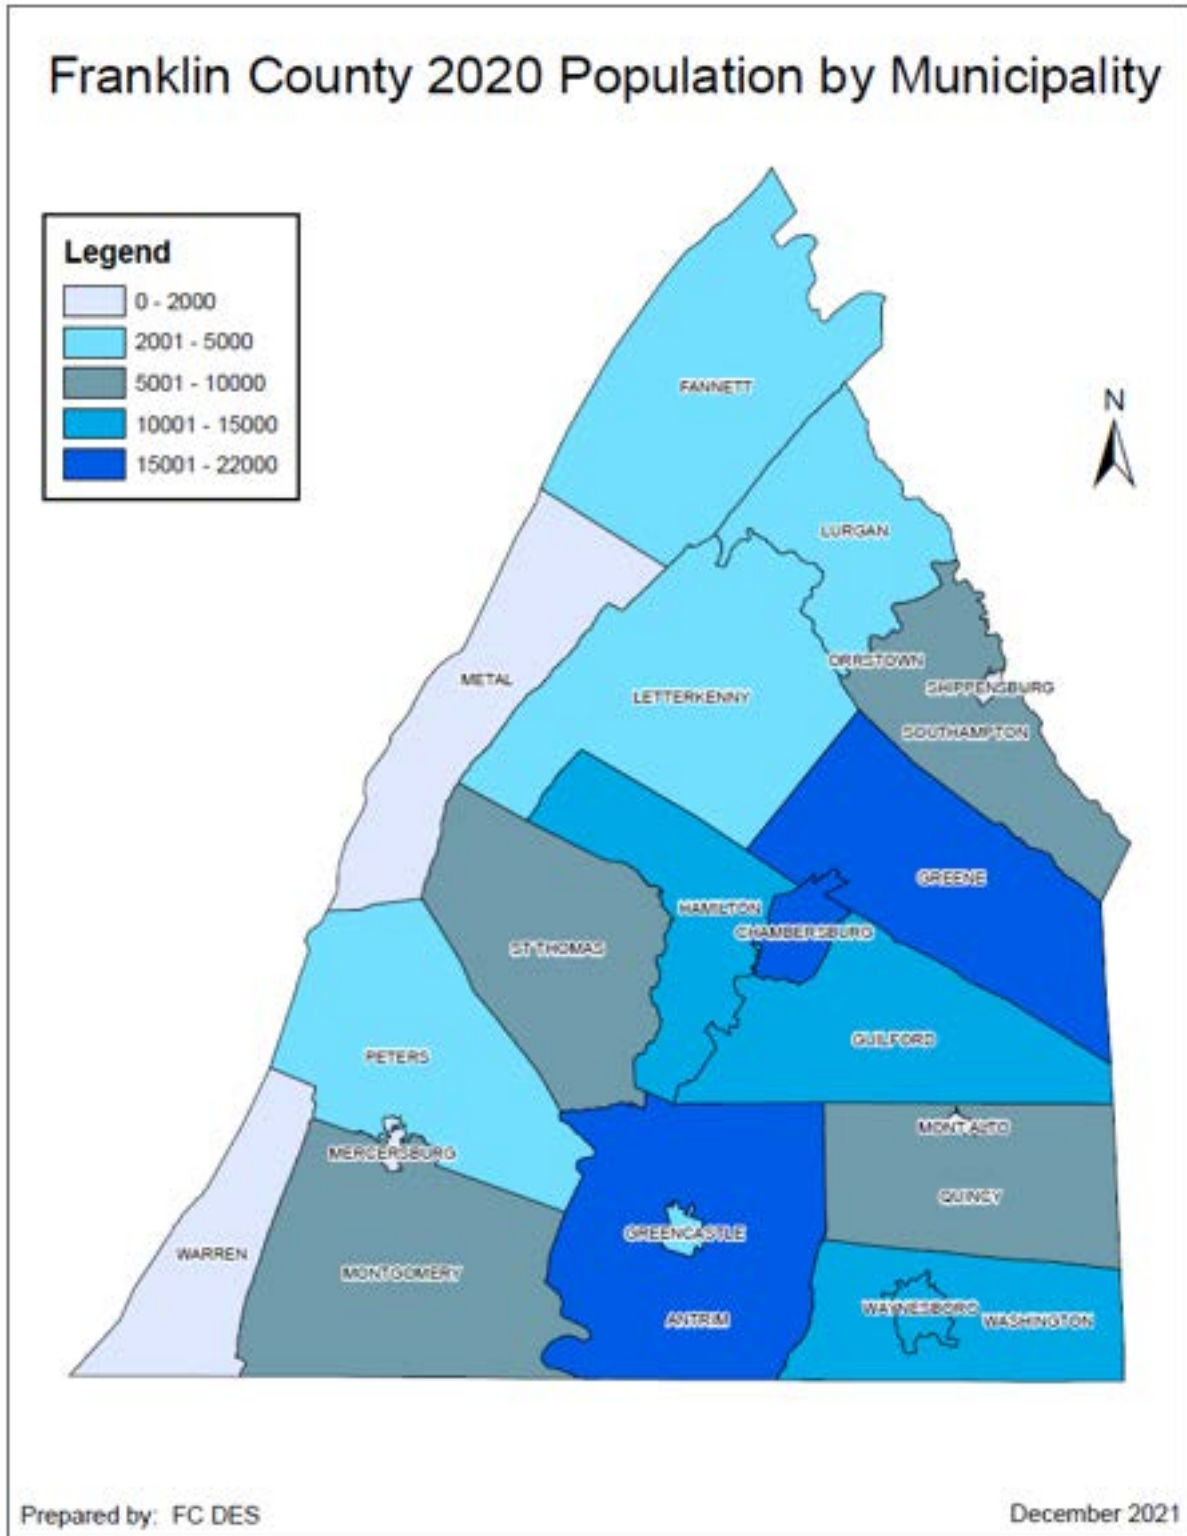 Franklin County 2020 Population by Municipality
Legend
0 - 2000
2001 - 5000
5001 - 10000
10001 - 15000
15001 - 22000
N
FANNETT
LURGAN
ORRSTOWN
METAL
SHIPPENSBURG
LETTERKENNY
SOUTHAMPTON
GREENE
HAMILTON
CHAMBERSBURG
ST THOMAS
GUILFORD
PETERS
MONT ALTO
MERCERSBURG
QUINCY
GREENCASTLE
WARREN
MONTGOMERY
WAYNESBORO
ANTRIM
WASHINGTON
Prepared by: FC DES
December 2021